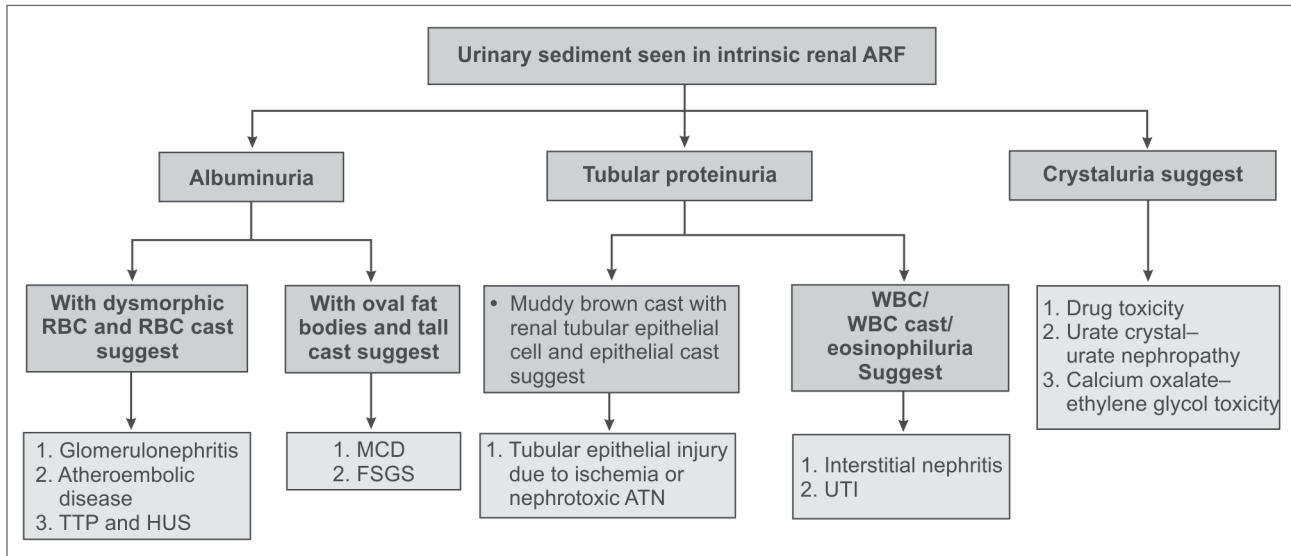 Urinary sediment seen in intrinsic renal ARF
Albuminuria
Tubular proteinuria
Crystaluria suggest
With dysmorphic
RBC and RBC cast
suggest
With oval fat
bodies and tall
cast suggest
• Muddy brown cast with
renal tubular epithelial
cell and epithelial cast
suggest
WBC/
WBC cast/
eosinophiluria
Suggest
1. Drug toxicity
2. Urate crystal–
urate nephropathy
3. Calcium oxalate–
ethylene glycol toxicity
1. Glomerulonephritis
2. Atheroembolic
disease
3. TTP and HUS
1. MCD
2. FSGS
1. Tubular epithelial injury
due to ischemia or
nephrotoxic ATN
1. Interstitial nephritis
2. UTI